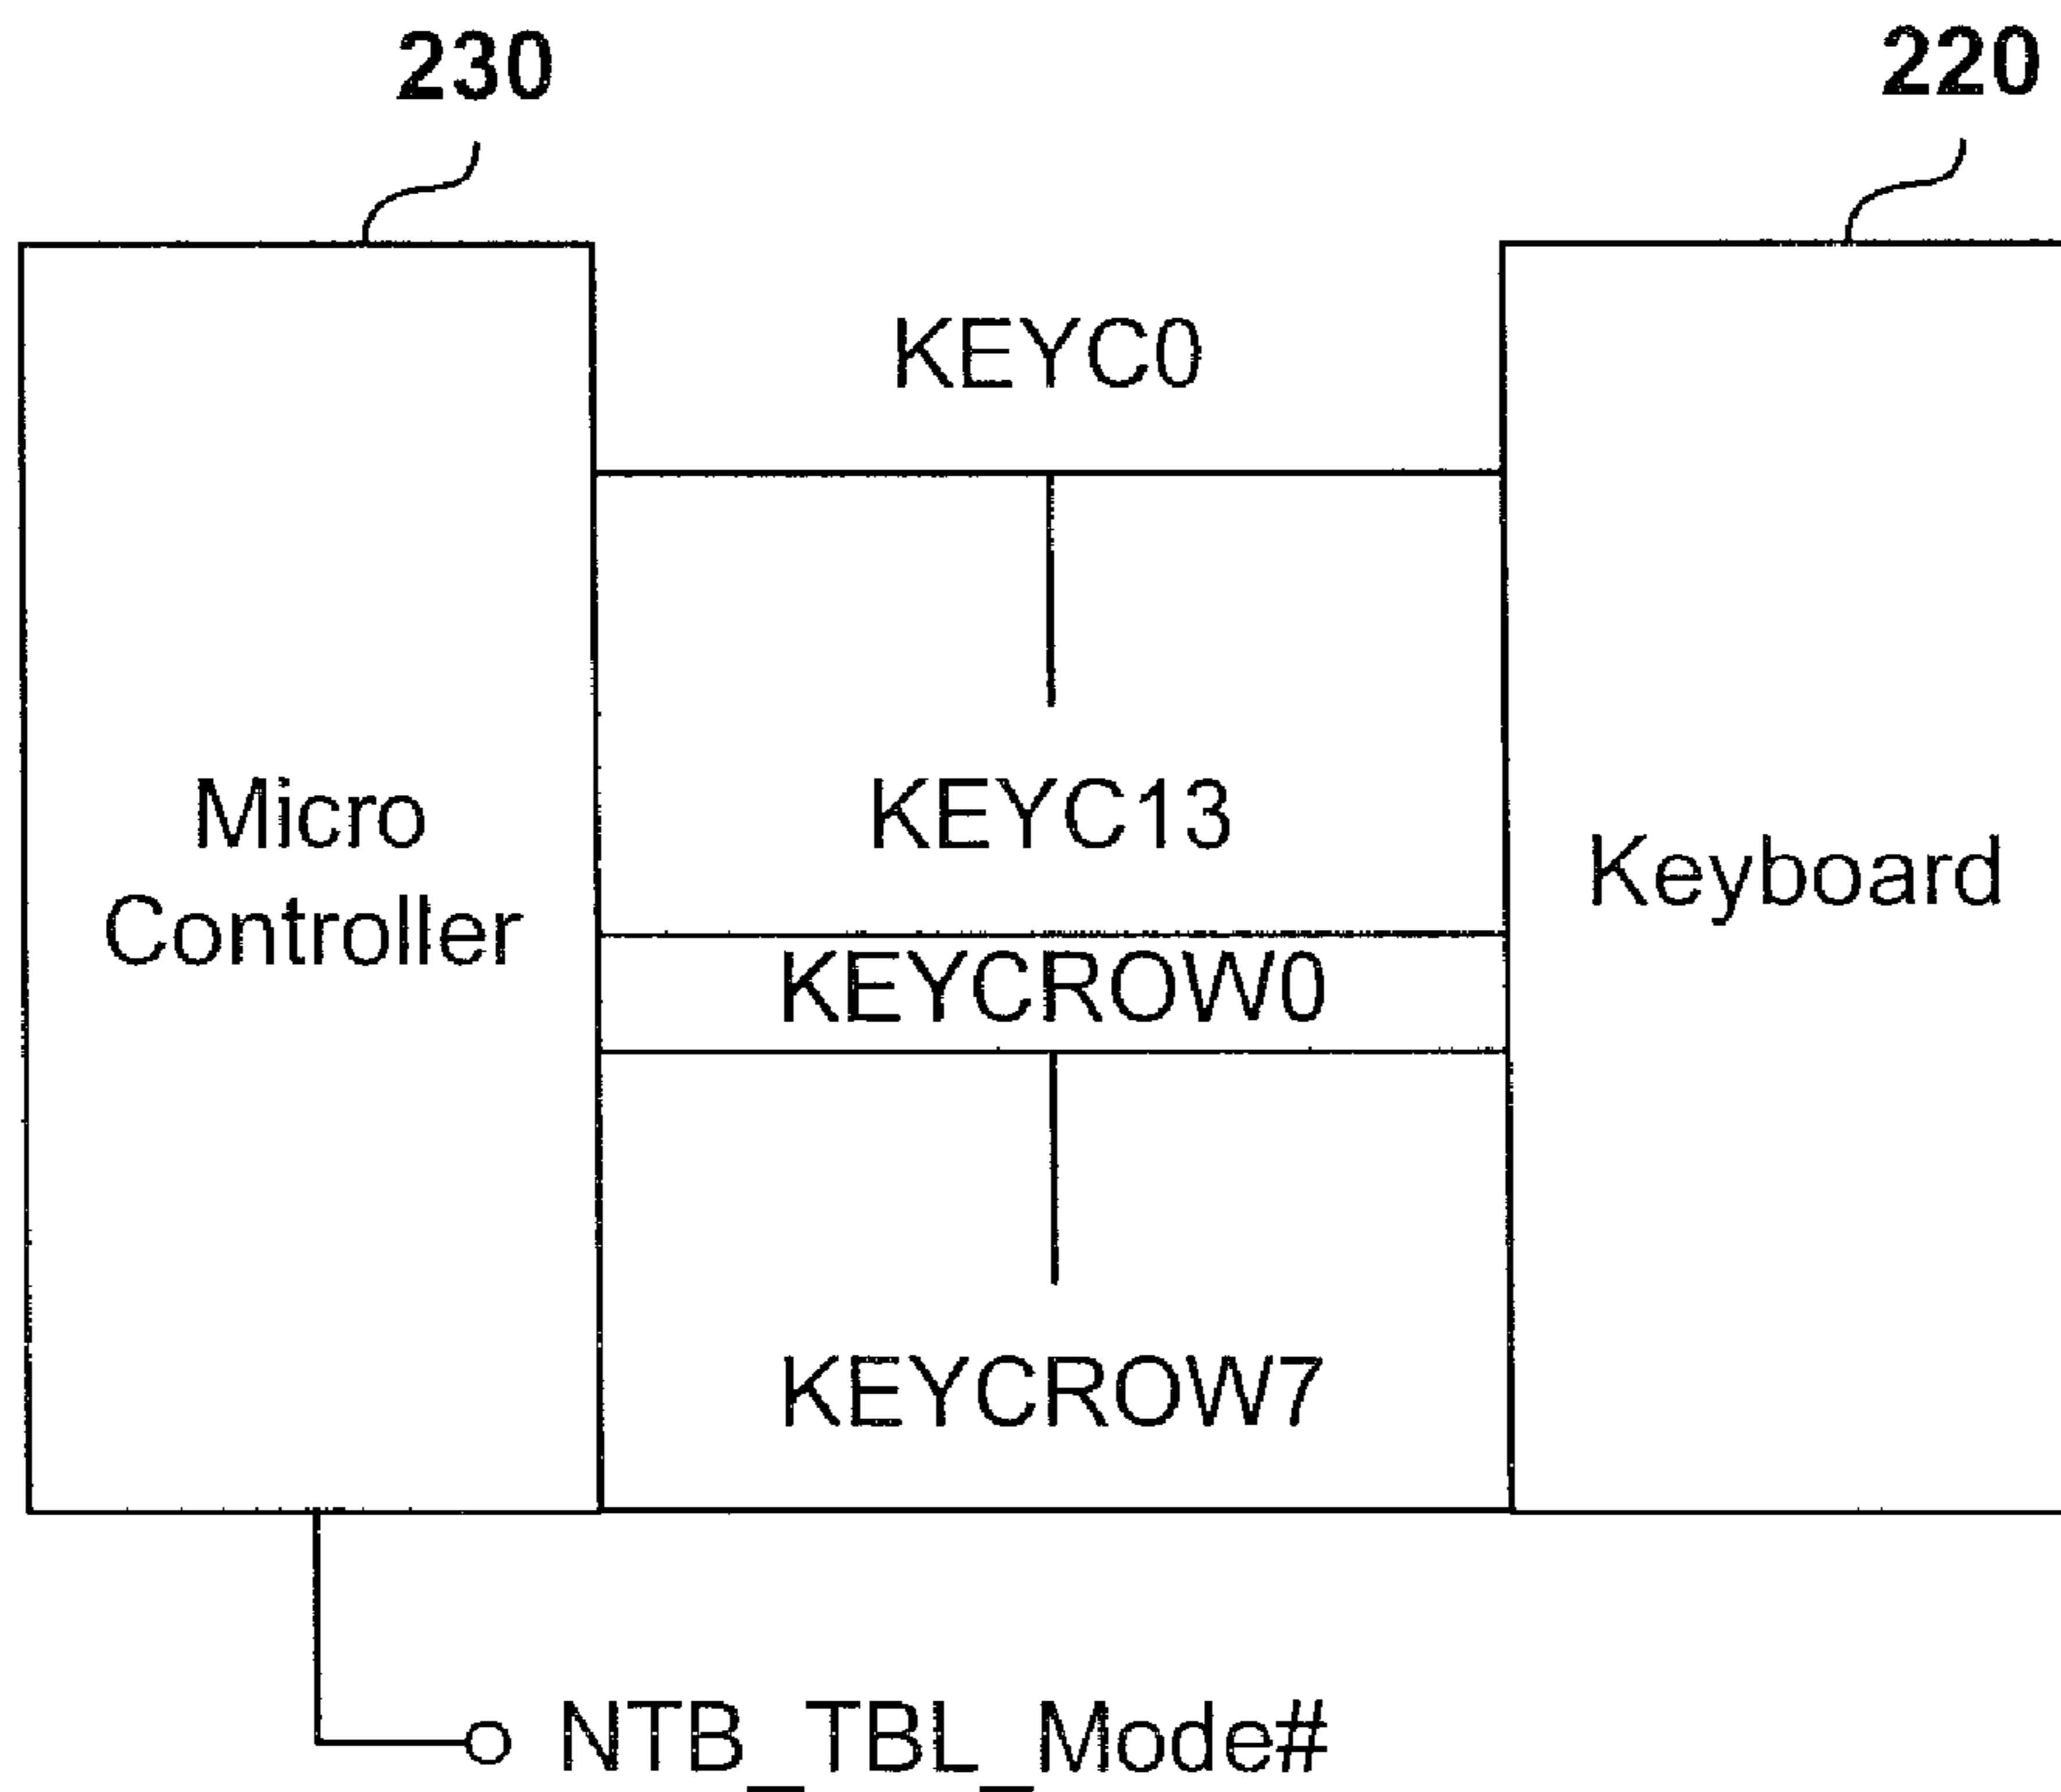 230
220
KEYC0
Micro
Controller
KEYC13
Keyboard
KEYCROW0
KEYCROW7
NTB_TBL_Mode#